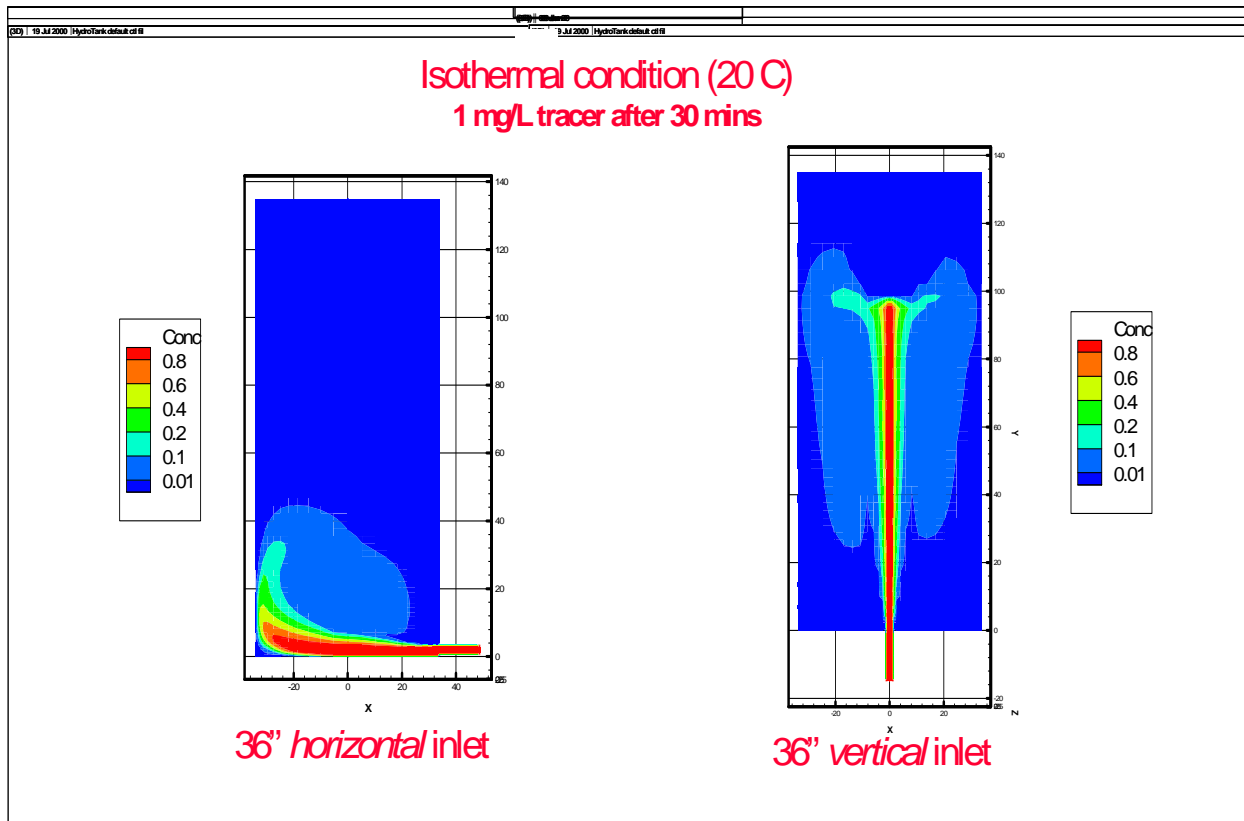 (3D) 19 Jul 2000 HydroTank default ctl fil
9 Jul 2000 HydroTank default ctl fil
Isothermal condition (20 C)
1 mg/L tracer after 30 mins
Conc
0.8
0.6
0.4
0.2
0.1
0.01
140
120
100
80
60
40
20
0
-20 0 20 40
X
36” horizontal inlet
140
120
100
80
Y
60
40
20
0
-20
Z
-20 0 20
X
36” vertical inlet
Conc
0.8
0.6
0.4
0.2
0.1
0.01